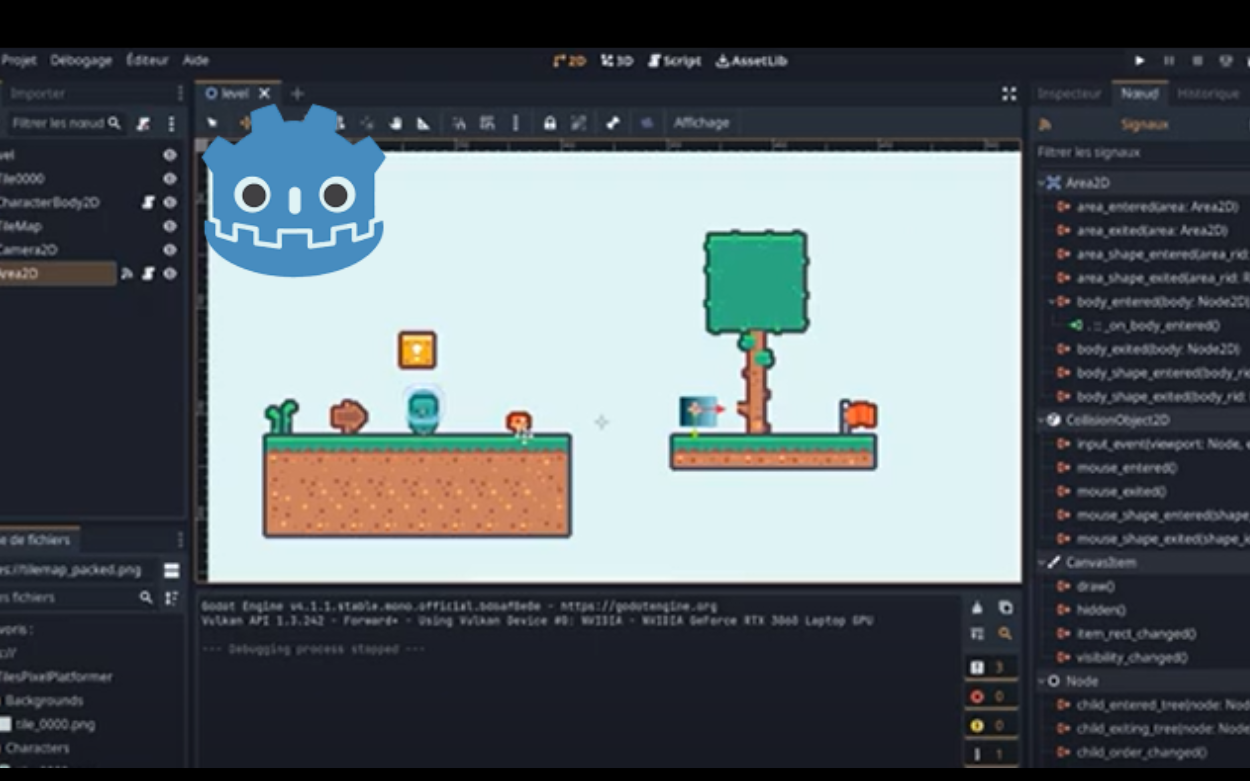 Projet Débogage Éditeur Aide
2D 3D Script AssetLib
Importer
level
Inspecteur Nœud Historique
Filtrer les nœud
Affichage
Signaux
Filtrer les signaux
vel
Tile0000
CharacterBody2D
TileMap
Camera2D
Area2D
Area2D
area_entered(area: Area2D)
area_exited(area: Area2D)
area_shape_entered(area_rid:
area_shape_exited(area_rid: R
body_entered(body: Node2D)
. :: _on_body_entered()
body_exited(body: Node2D)
body_shape_entered(body_ri
body_shape_exited(body_rid:
CollisionObject2D
input_event(viewport: Node, e
mouse_entered()
mouse_exited()
mouse_shape_entered(shape
mouse_shape_exited(shape_i
CanvasItem
draw()
hidden()
item_rect_changed()
visibility_changed()
Node
child_entered_tree(node: Nod
child_exiting_tree(node: Node
child_order_changed()
e de fichiers
es://tilemap_packed.png
es fichiers
voris :
://
TilesPixelPlatformer
Backgrounds
tile_0000.png
Characters
Godot Engine v4.1.1.stable.mono.official.bd6af8e0e - https://godotengine.org
Vulkan API 1.3.242 - Forward+ - Using Vulkan Device #0: NVIDIA - NVIDIA GeForce RTX 3060 Laptop GPU
--- Debugging process stopped ---
3
0
0
1